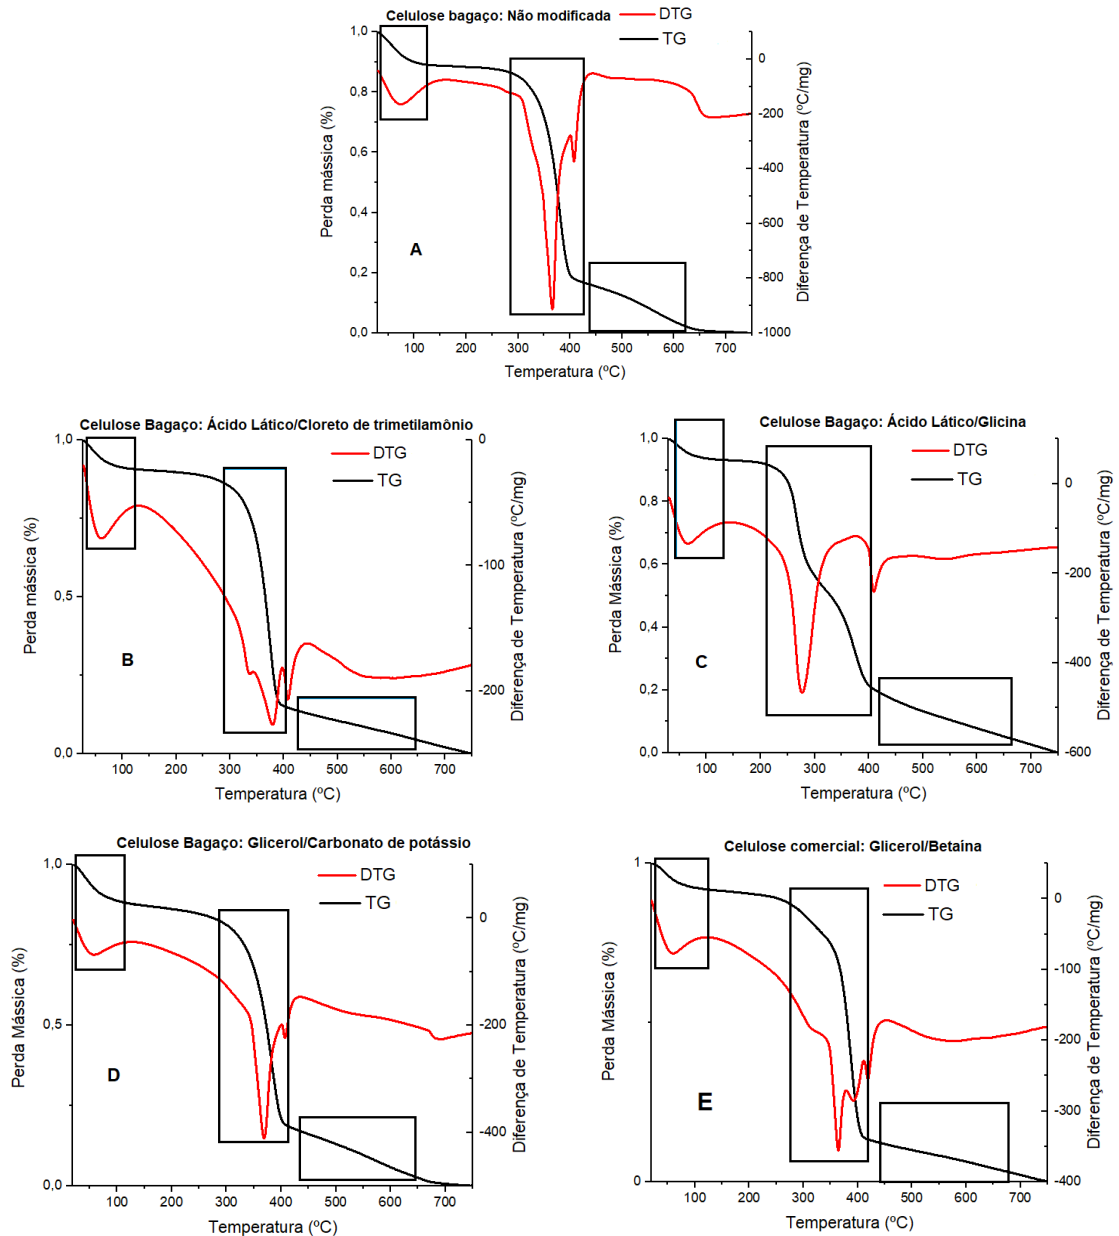 Celulose bagaço: Não modificada
DTG
TG
1,0
0,8
0,6
0,4
0,2
0,0
Perda mássica (%)
0
-200
-400
-600
-800
-1000
Diferença de Temperatura (ºC/mg)
A
100 200 300 400 500 600 700
Temperatura (ºC)
Celulose Bagaço: Ácido Lático/Cloreto de trimetilamônio
DTG
TG
1,0
0,5
0,0
Perda mássica (%)
0
-100
-200
Diferença de Temperatura (ºC/mg)
B
100 200 300 400 500 600 700
Temperatura (ºC)
Celulose Bagaço: Ácido Lático/Glicina
DTG
TG
1,0
0,8
0,6
0,4
0,2
0,0
Perda Mássica (%)
0
-200
-400
-600
Diferença de Temperatura (ºC/mg)
C
100 200 300 400 500 600 700
Temperatura (ºC)
Celulose Bagaço: Glicerol/Carbonato de potássio
DTG
TG
1,0
0,5
0,0
Perda Mássica (%)
0
-200
-400
Diferença de Temperatura (ºC/mg)
D
100 200 300 400 500 600 700
Temperatura (ºC)
Celulose comercial: Glicerol/Betaína
DTG
TG
1
0
Perda Mássica (%)
0
-100
-200
-300
-400
Diferença de Temperatura (ºC/mg)
E
100 200 300 400 500 600 700
Temperatura (ºC)